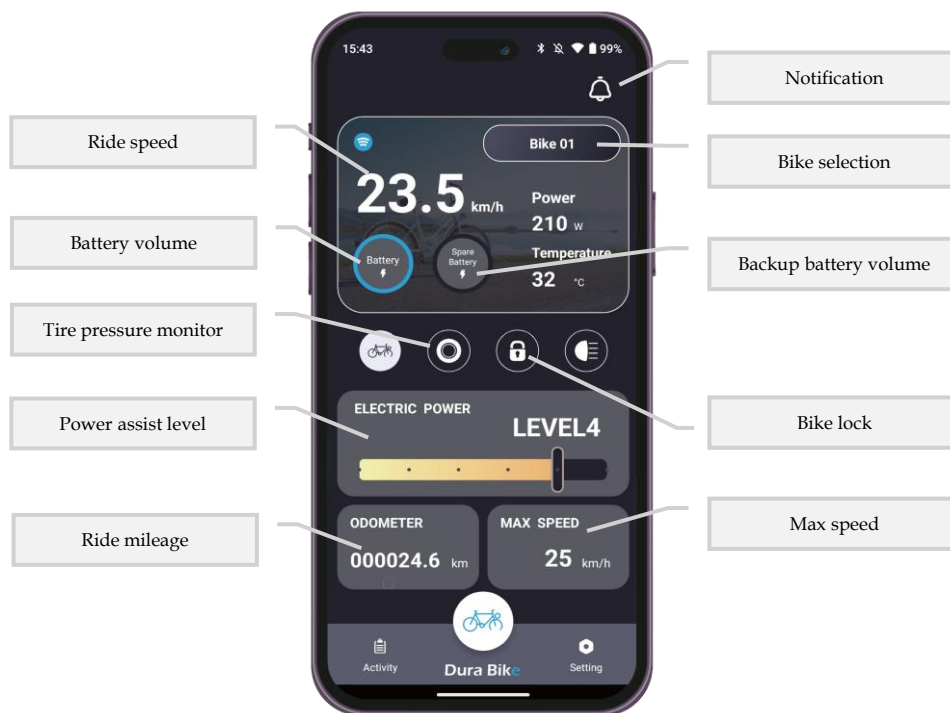 15:43
99%
Notification
Ride speed
Bike 01
Bike selection
23.5 km/h
Power
210 W
Battery volume
Battery
Spare
Battery
Temperature
32 °C
Backup battery volume
Tire pressure monitor
ELECTRIC POWER
LEVEL4
Power assist level
Bike lock
ODOMETER
000024.6 km
MAX SPEED
25 km/h
Ride mileage
Max speed
Activity
Dura Bike
Setting